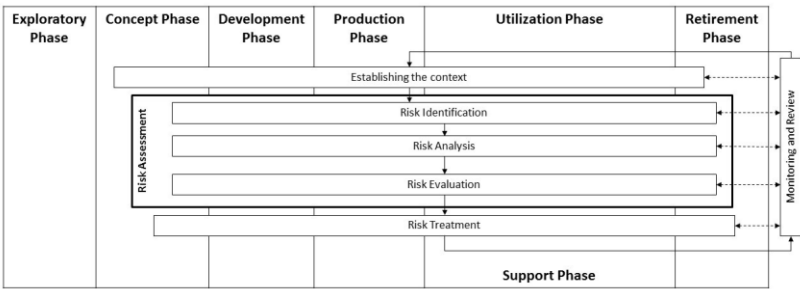 Exploratory
Phase
Concept Phase
Development
Phase
Production
Phase
Utilization Phase
Retirement
Phase
Establishing the context
Risk Assessment
Risk Identification
Risk Analysis
Risk Evaluation
Risk Treatment
Monitoring and Review
Support Phase